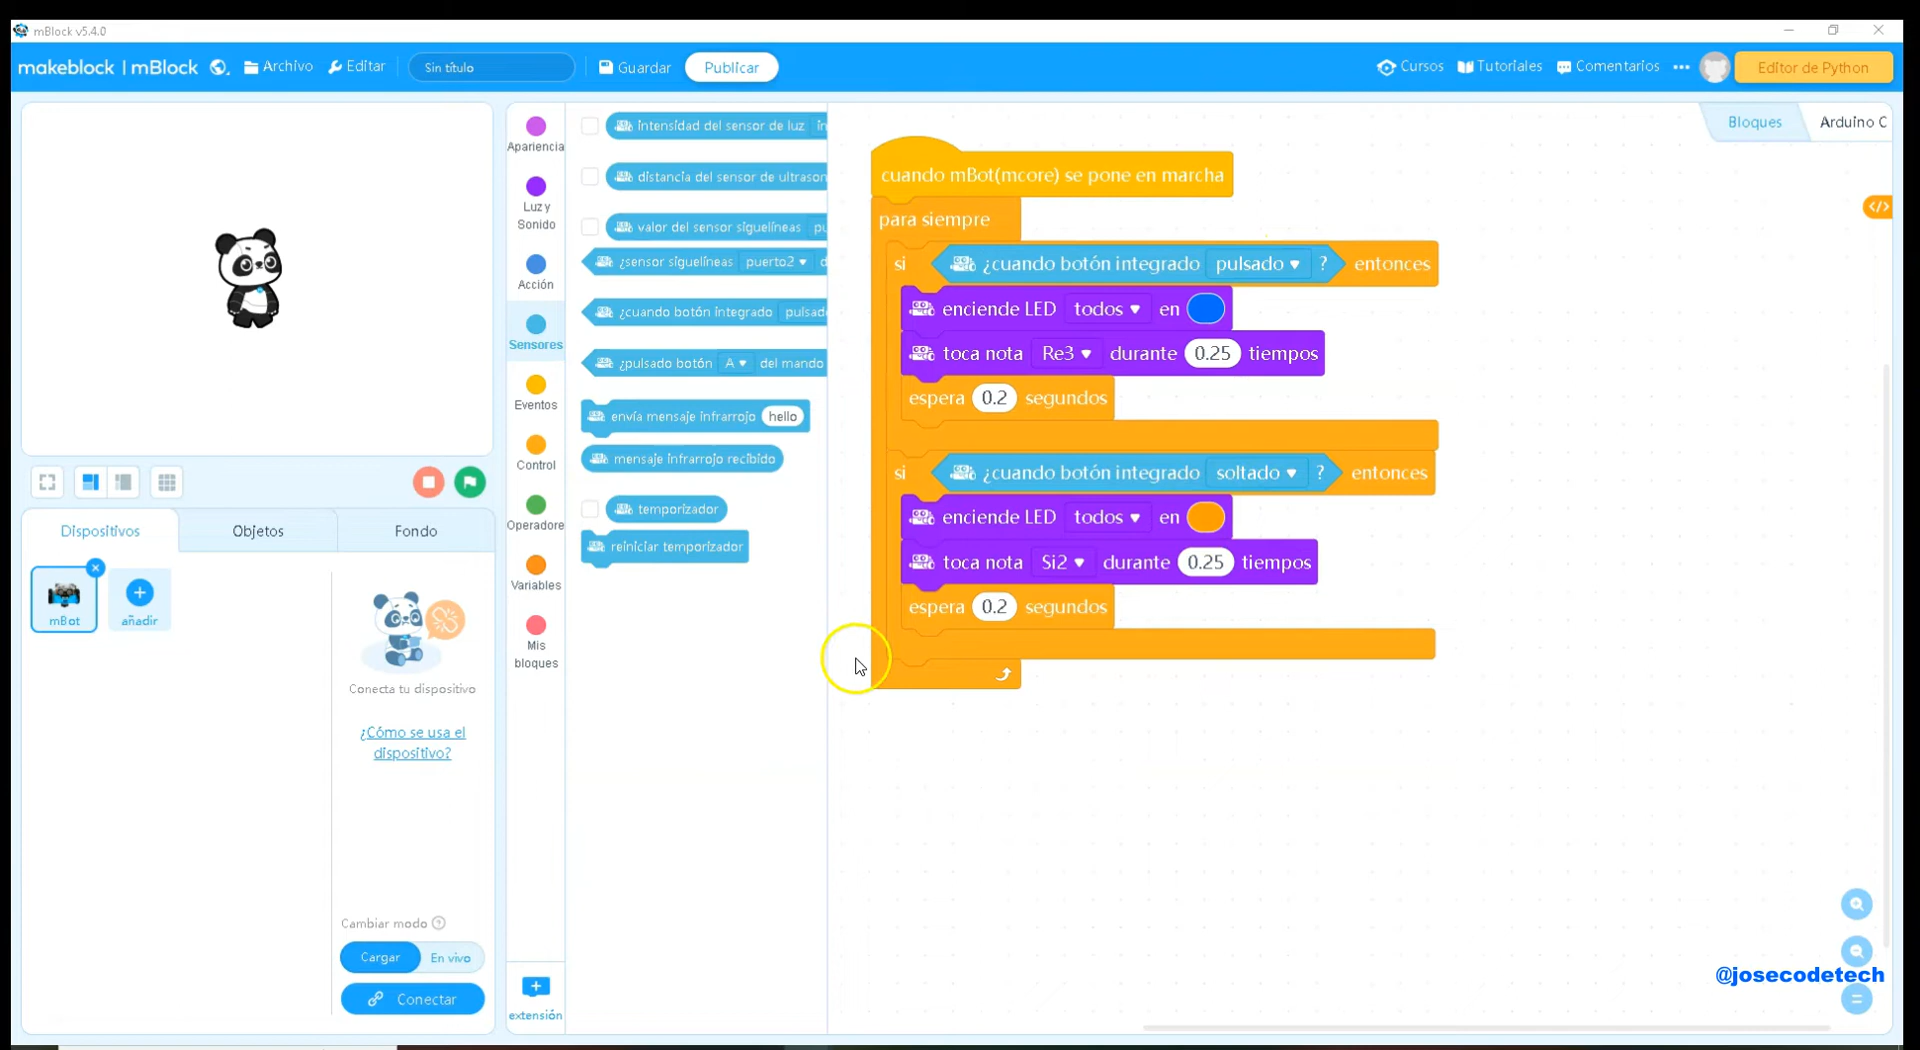 mBlock v5.4.0
makeblock | mBlock
Archivo
Editar
Sin título
Guardar
Publicar
Cursos
Tutoriales
Comentarios
Editor de Python
Apariencia
Luz y
Sonido
Acción
Sensores
Eventos
Control
Operadore
Variables
Mis
bloques
extensión
intensidad del sensor de luz in
distancia del sensor de ultrason
valor del sensor siguelíneas pu
¿sensor siguelíneas puerto2 d
¿cuando botón integrado pulsado
¿pulsado botón A del mando
envía mensaje infrarrojo hello
mensaje infrarrojo recibido
temporizador
reiniciar temporizador
Bloques
Arduino C
</>
cuando mBot(mcore) se pone en marcha
para siempre
si ¿cuando botón integrado pulsado ? entonces
enciende LED todos en
toca nota Re3 durante 0.25 tiempos
espera 0.2 segundos
si ¿cuando botón integrado soltado ? entonces
enciende LED todos en
toca nota Si2 durante 0.25 tiempos
espera 0.2 segundos
Dispositivos
Objetos
Fondo
mBot
añadir
Conecta tu dispositivo
¿Cómo se usa el
dispositivo?
Cambiar modo
Cargar
En vivo
Conectar
@josecodetech